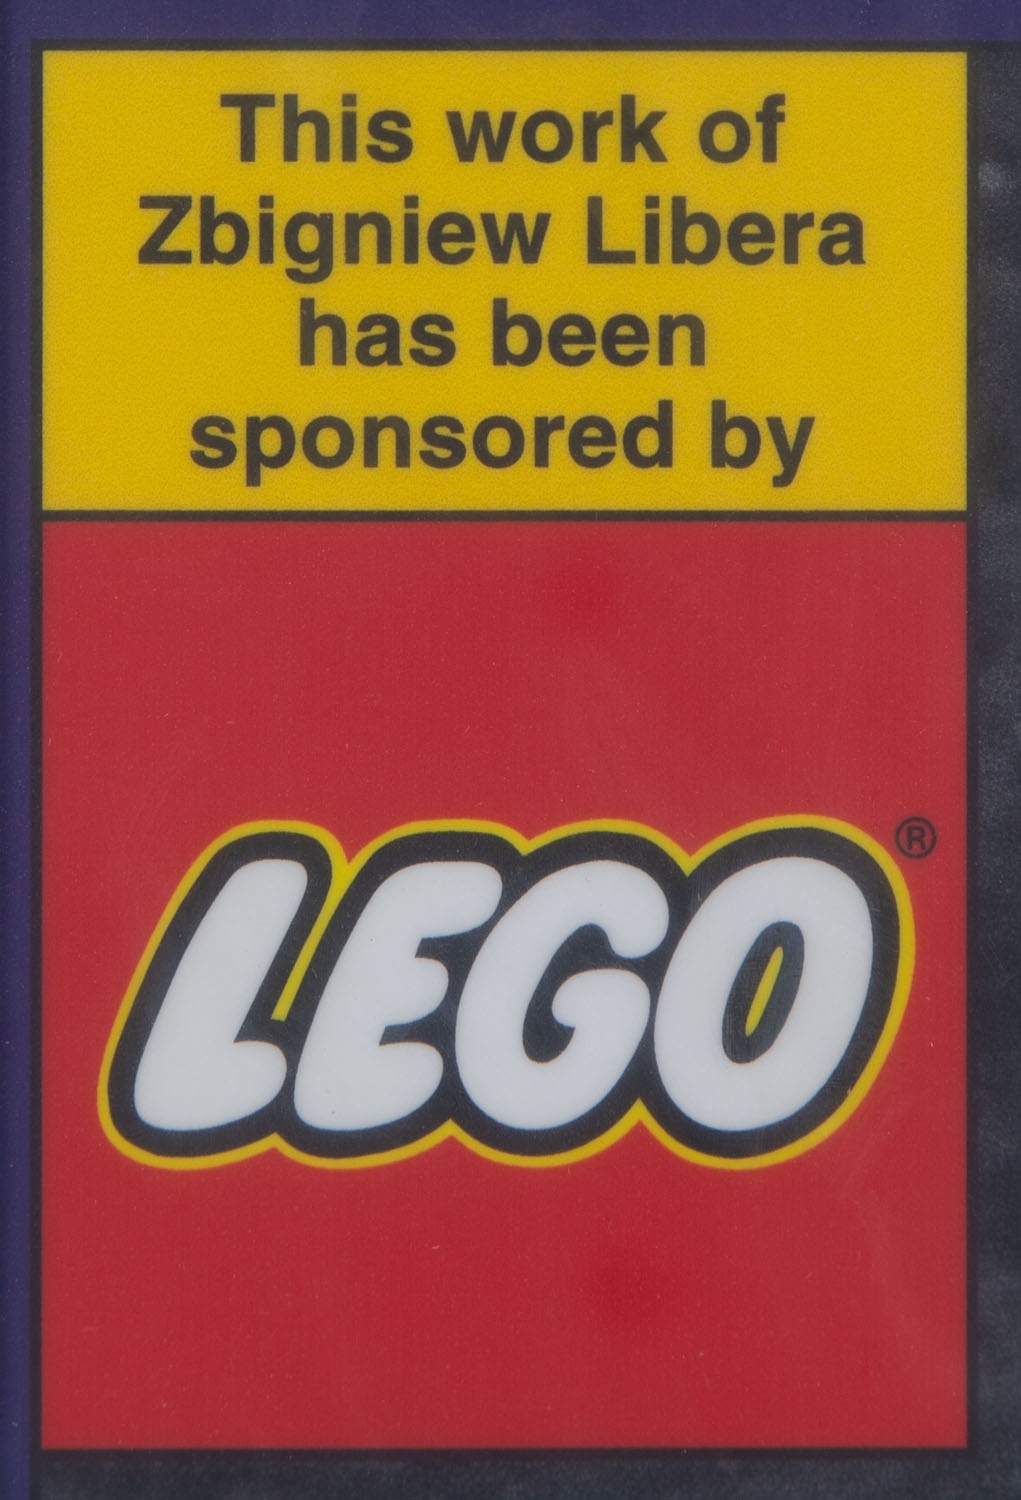 This work of
Zbigniew Libera
has been
sponsored by
LEGO®